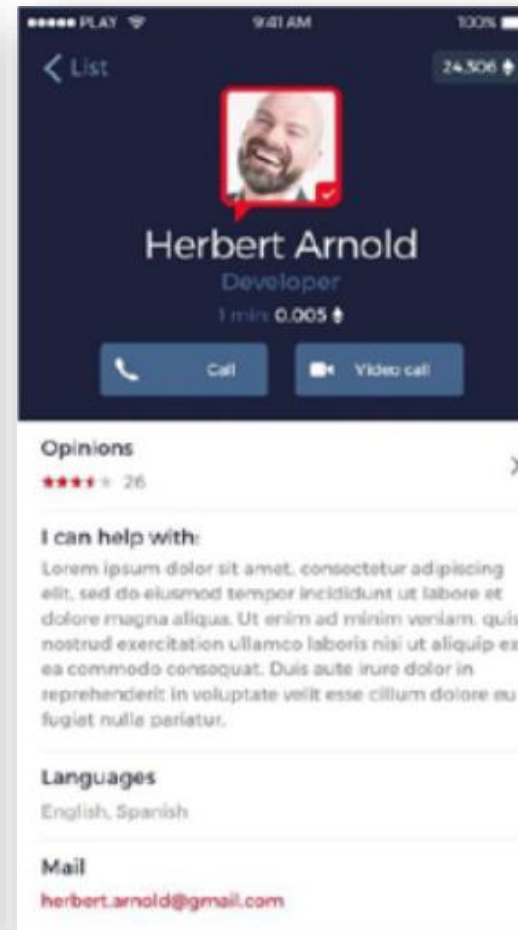 PLAY 9:41 AM 100%
List 24,306
Herbert Arnold
Developer
1 min 0.005
Call Video call
Opinions
26
I can help with:
Lorem ipsum dolor sit amet, consectetur adipiscing
elit, sed do eiusmod tempor incididunt ut labore et
dolore magna aliqua. Ut enim ad minim veniam, quis
nostrud exercitation ullamco laboris nisi ut aliquip ex
ea commodo consequat. Duis aute irure dolor in
reprehenderit in voluptate velit esse cillum dolore eu
fugiat nulla pariatur.
Languages
English, Spanish
Mail
herbert.arnold@gmail.com